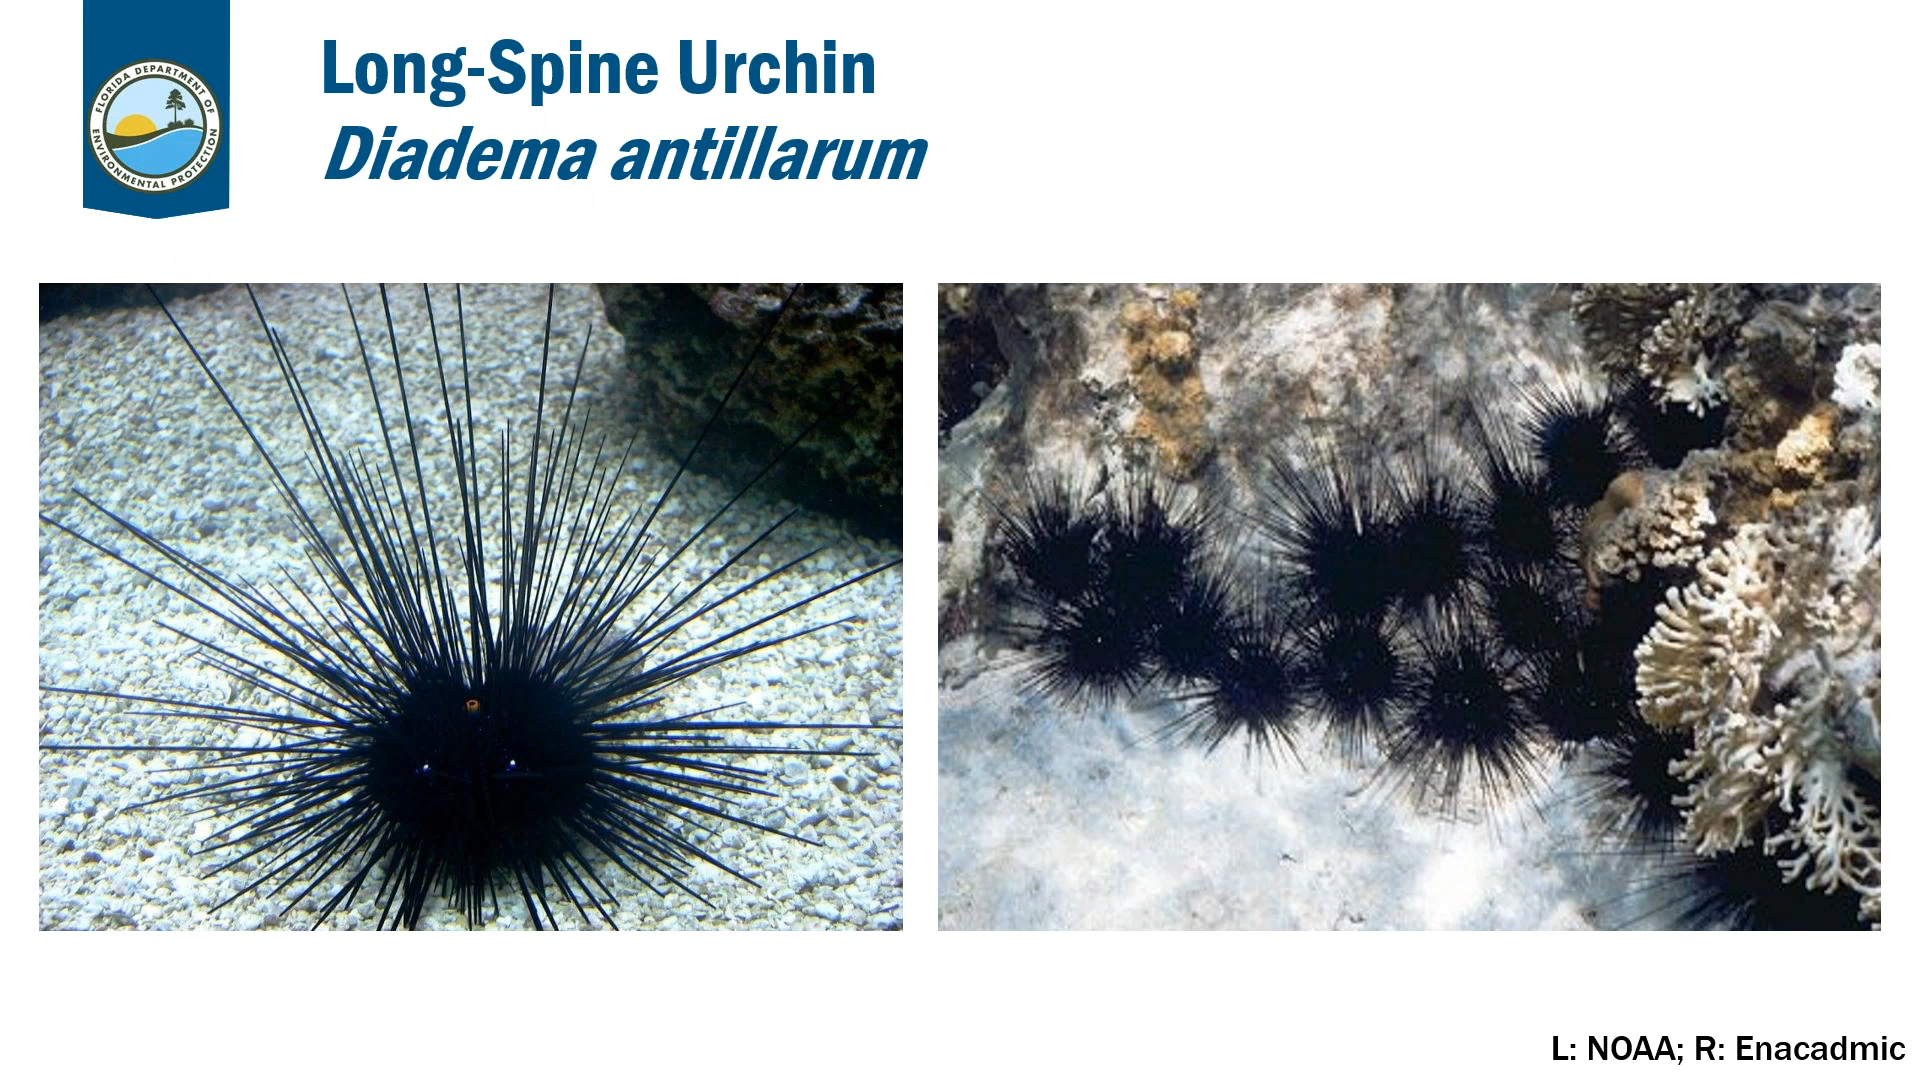 FLORIDA DEPARTMENT OF
ENVIRONMENTAL PROTECTION
Long-Spine Urchin
Diadema antillarum
L: NOAA; R: Enacadmic